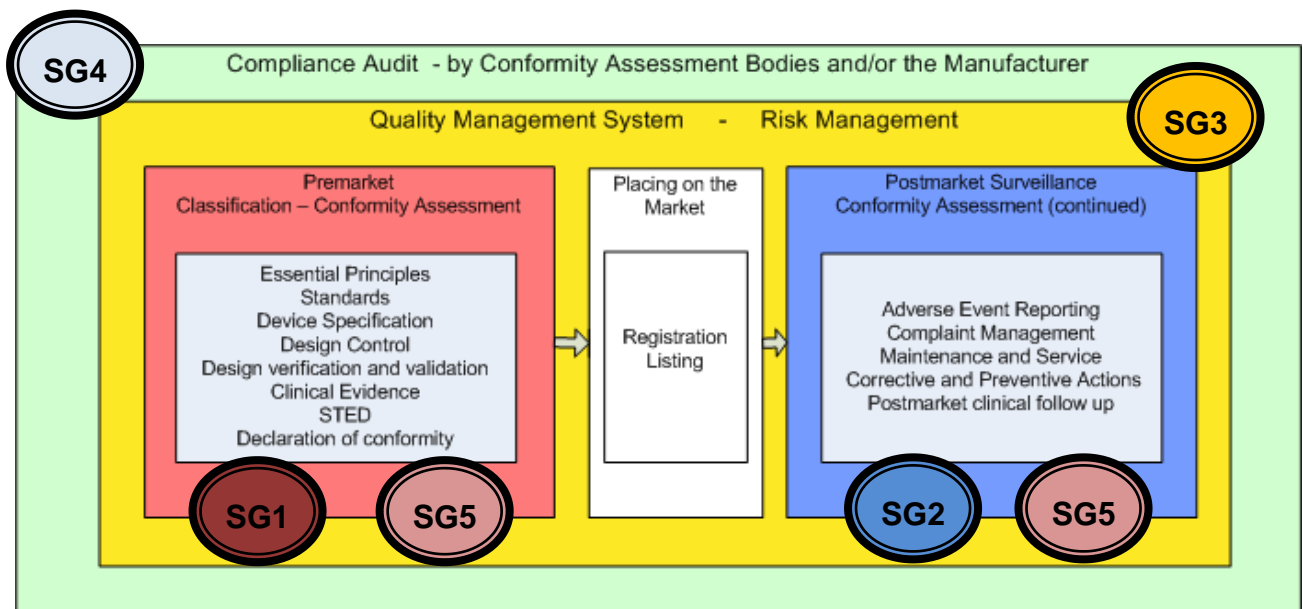 SG4
Compliance Audit - by Conformity Assessment Bodies and/or the Manufacturer
SG3
Quality Management System - Risk Management
Premarket
Classification – Conformity Assessment
Essential Principles
Standards
Device Specification
Design Control
Design verification and validation
Clinical Evidence
STED
Declaration of conformity
SG1
SG5
Placing on the
Market
Registration
Listing
Postmarket Surveillance
Conformity Assessment (continued)
Adverse Event Reporting
Complaint Management
Maintenance and Service
Corrective and Preventive Actions
Postmarket clinical follow up
SG2
SG5